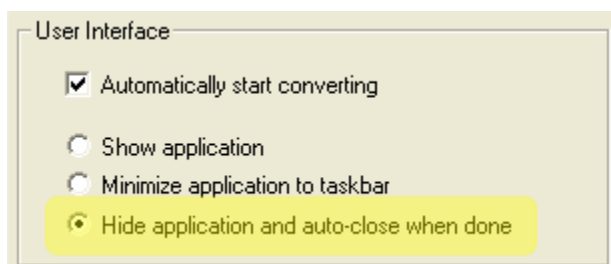 User Interface
Automatically start converting
Show application
Minimize application to taskbar
Hide application and auto-close when done